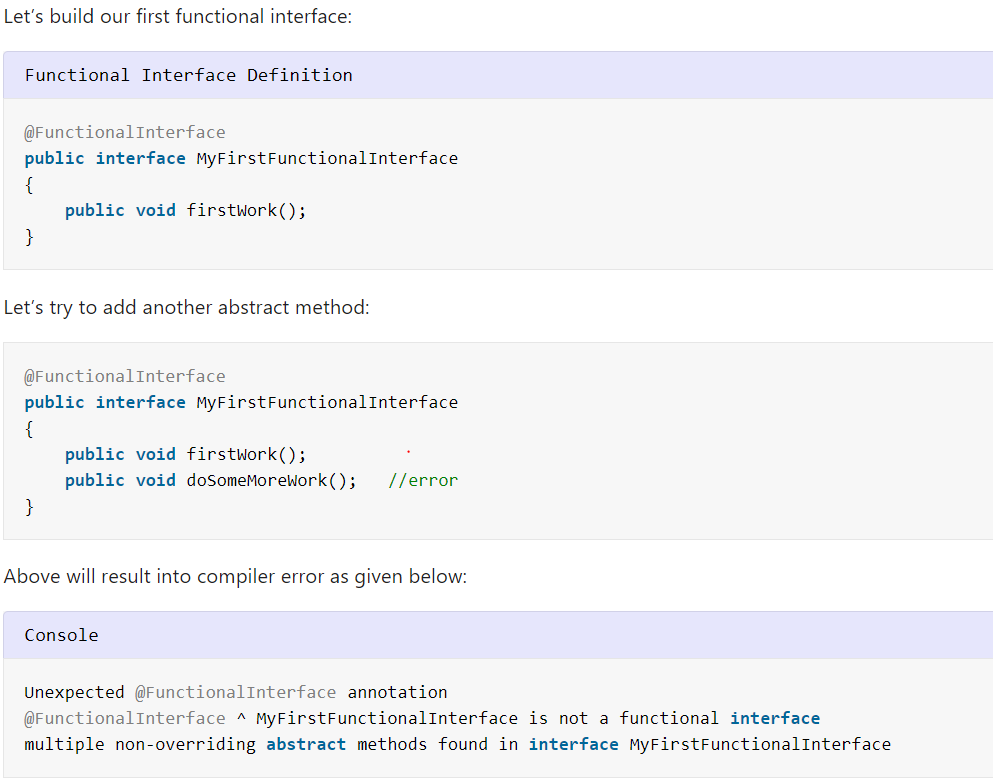 Let’s build our first functional interface:
Functional Interface Definition
@FunctionalInterface
public interface MyFirstFunctionalInterface
{
    public void firstWork();
}
Let’s try to add another abstract method:
@FunctionalInterface
public interface MyFirstFunctionalInterface
{
    public void firstWork();
    public void doSomeMoreWork();   //error
}
Above will result into compiler error as given below:
Console
Unexpected @FunctionalInterface annotation
@FunctionalInterface ^ MyFirstFunctionalInterface is not a functional interface
multiple non-overriding abstract methods found in interface MyFirstFunctionalInterface